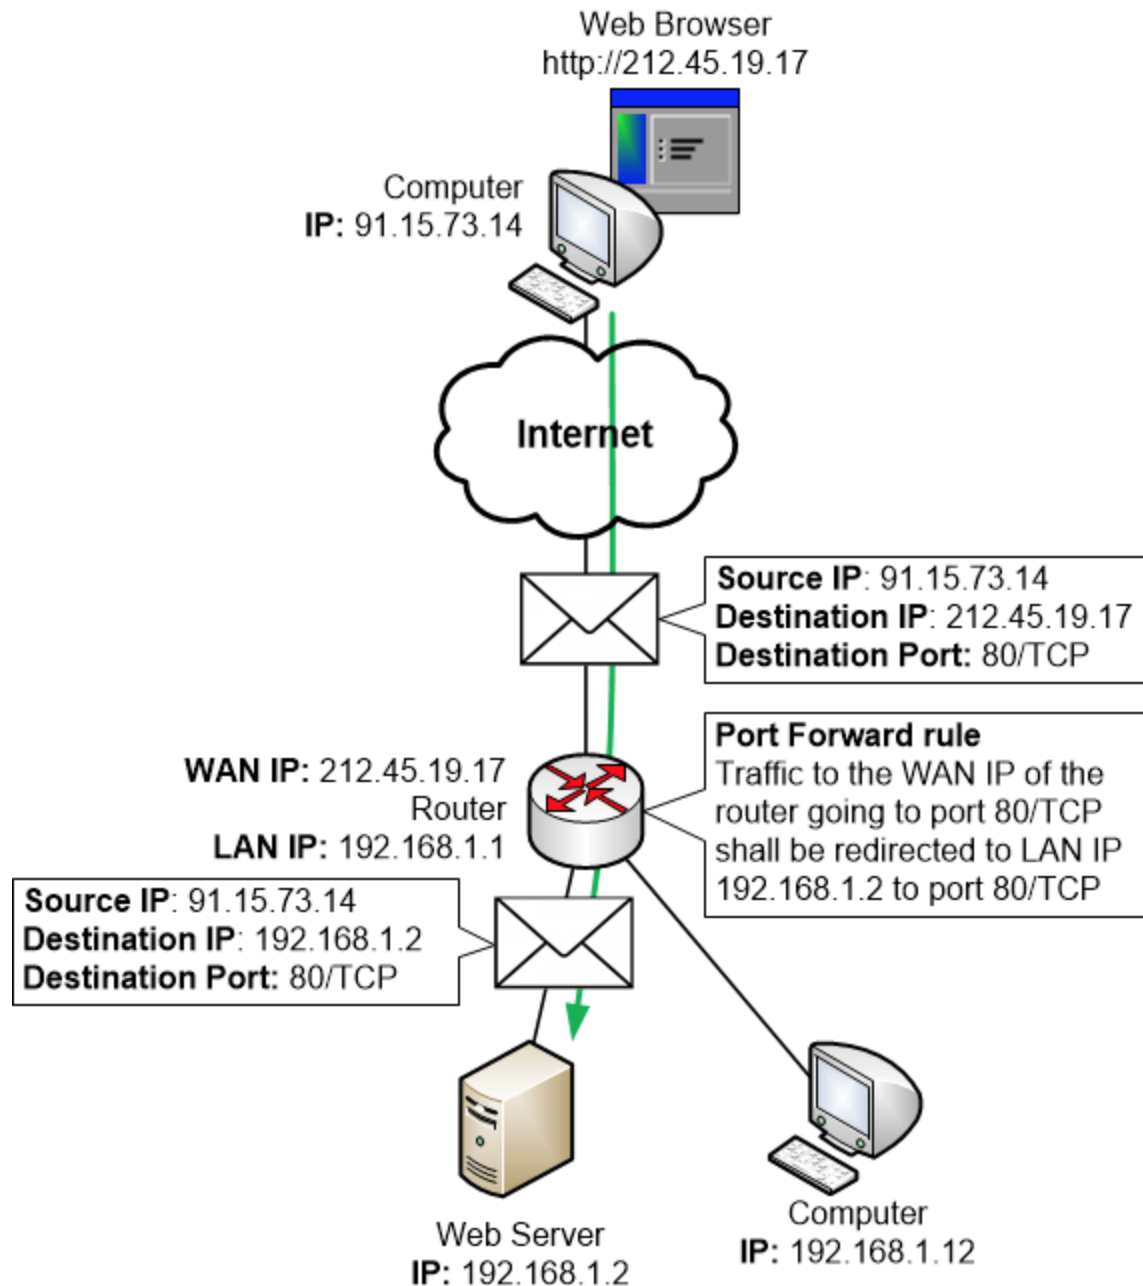 Web Browser
http://212.45.19.17
Computer
IP: 91.15.73.14
Internet
Source IP: 91.15.73.14
Destination IP: 212.45.19.17
Destination Port: 80/TCP
WAN IP: 212.45.19.17
Router
LAN IP: 192.168.1.1
Port Forward rule
Traffic to the WAN IP of the
router going to port 80/TCP
shall be redirected to LAN IP
192.168.1.2 to port 80/TCP
Source IP: 91.15.73.14
Destination IP: 192.168.1.2
Destination Port: 80/TCP
Web Server
IP: 192.168.1.2
Computer
IP: 192.168.1.12